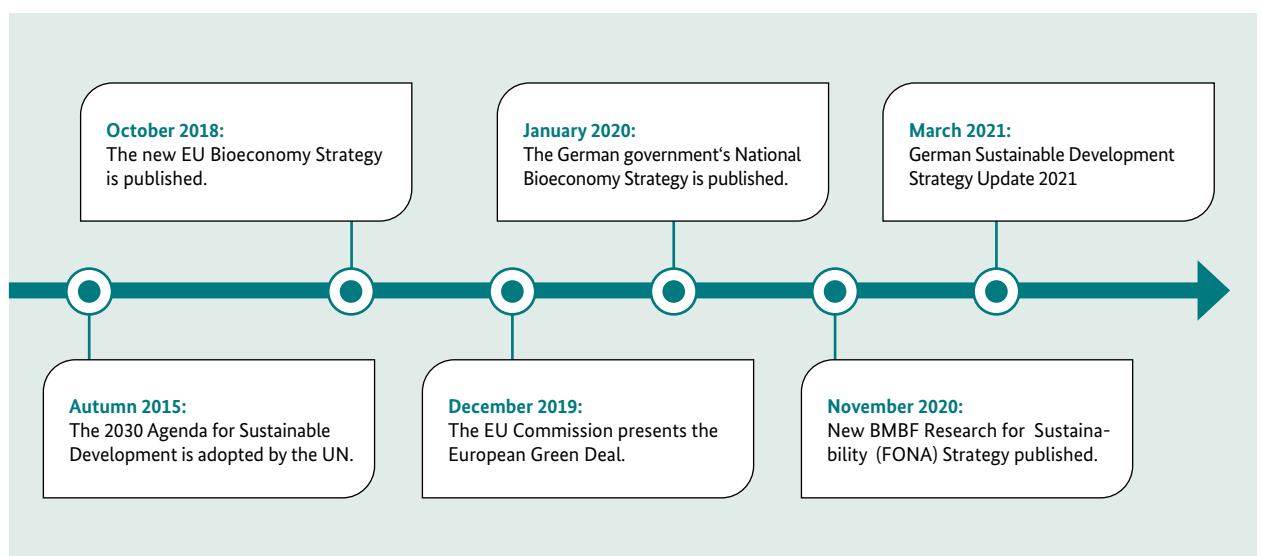 October 2018:
The new EU Bioeconomy Strategy
is published.
January 2020:
The German government‘s National
Bioeconomy Strategy is published.
March 2021:
German Sustainable Development
Strategy Update 2021
Autumn 2015:
The 2030 Agenda for Sustainable
Development is adopted by the UN.
December 2019:
The EU Commission presents the
European Green Deal.
November 2020:
New BMBF Research for Sustaina-
bility (FONA) Strategy published.